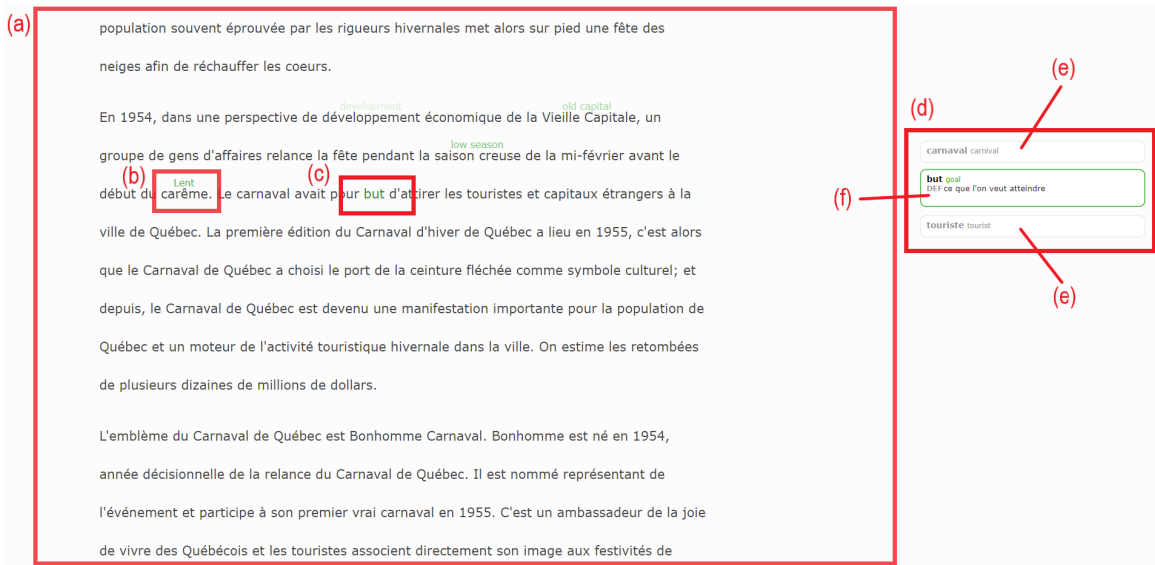 (a)
population souvent éprouvée par les rigueurs hivernales met alors sur pied une fête des
neiges afin de réchauffer les coeurs.
development
old capital
En 1954, dans une perspective de développement économique de la Vieille Capitale, un
low season
groupe de gens d'affaires relance la fête pendant la saison creuse de la mi-février avant le
(b)
Lent
(c)
début du carême. Le carnaval avait pour but d'attirer les touristes et capitaux étrangers à la
ville de Québec. La première édition du Carnaval d'hiver de Québec a lieu en 1955, c'est alors
que le Carnaval de Québec a choisi le port de la ceinture fléchée comme symbole culturel; et
depuis, le Carnaval de Québec est devenu une manifestation importante pour la population de
Québec et un moteur de l'activité touristique hivernale dans la ville. On estime les retombées
de plusieurs dizaines de millions de dollars.
L'emblème du Carnaval de Québec est Bonhomme Carnaval. Bonhomme est né en 1954,
année décisionnelle de la relance du Carnaval de Québec. Il est nommé représentant de
l'événement et participe à son premier vrai carnaval en 1955. C'est un ambassadeur de la joie
de vivre des Québécois et les touristes associent directement son image aux festivités de
(e)
(d)
carnaval carnival
but goal
DEF ce que l'on veut atteindre
(f)
touriste tourist
(e)